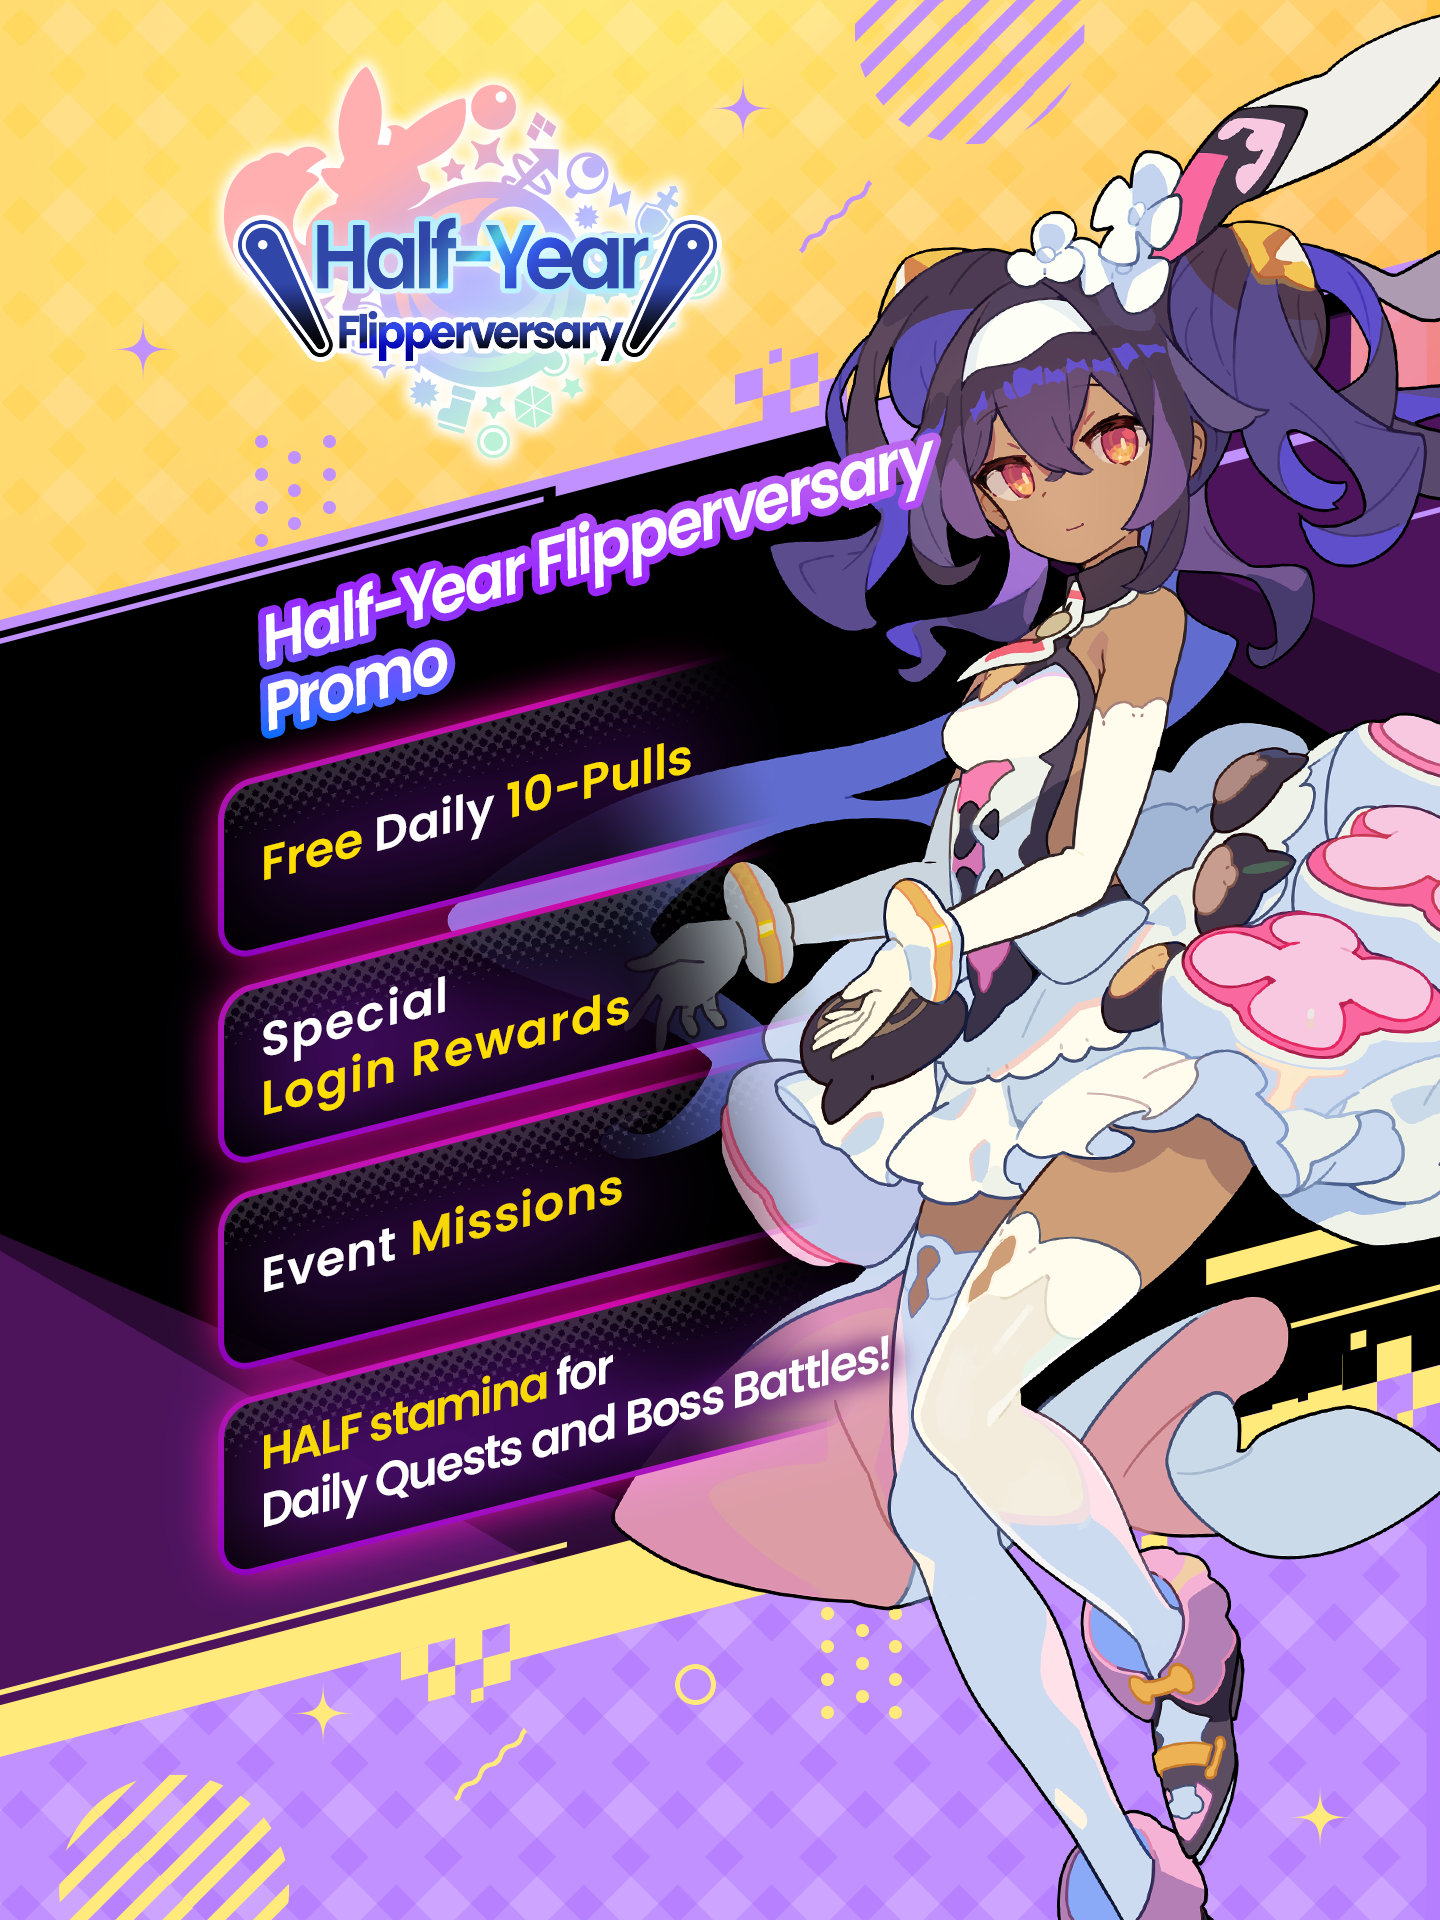 Half-Year
Flipperversary
Half-Year Flipperversary
Promo
Free Daily 10-Pulls
Special
Login Rewards
Event Missions
HALF stamina for
Daily Quests and Boss Battles!